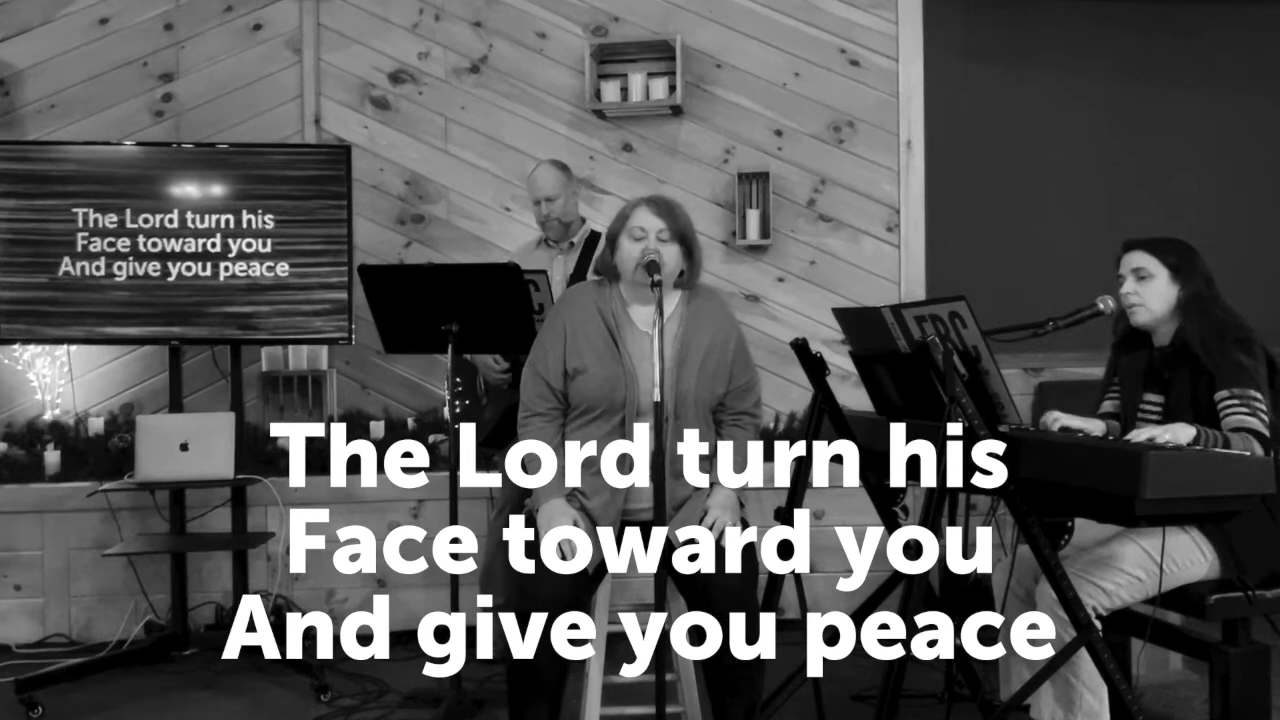 The Lord turn his
Face toward you
And give you peace
FBC
C
The Lord turn his
Face toward you
And give you peace